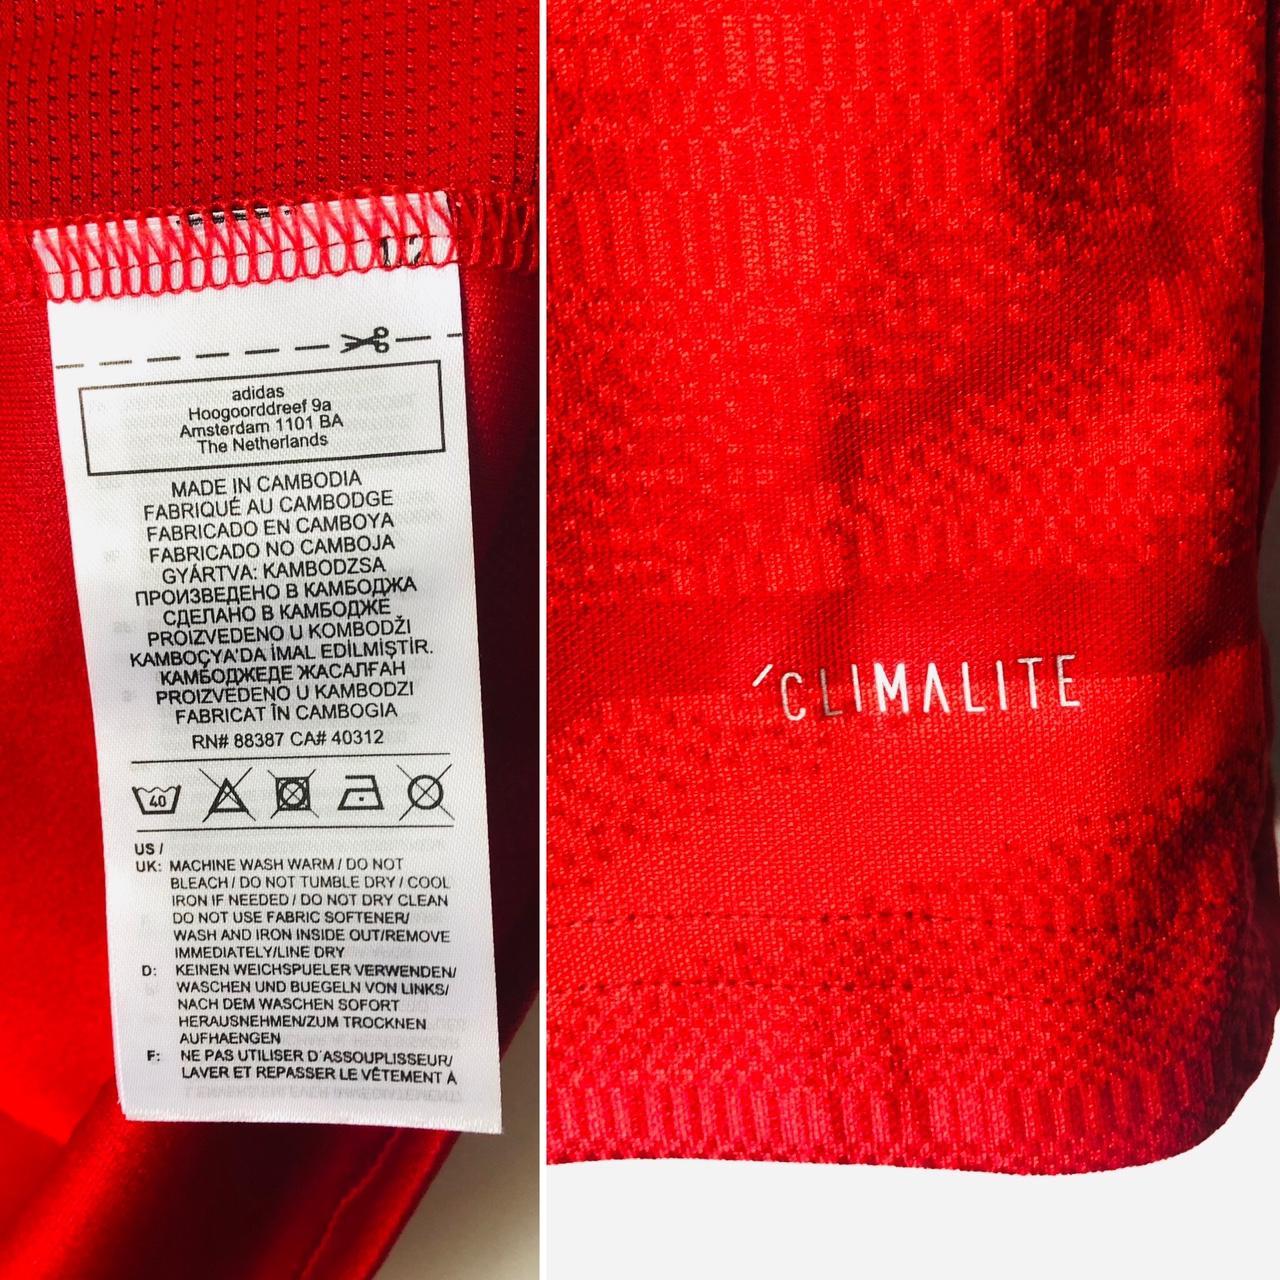 12
adidas
Hoogoorddreef 9a
Amsterdam 1101 BA
The Netherlands
MADE IN CAMBODIA
FABRIQUÉ AU CAMBODGE
FABRICADO EN CAMBOYA
FABRICADO NO CAMBOJA
GYÁRTVA: KAMBODZSA
ПРОИЗВЕДЕНО В КАМБОДЖА
СДЕЛАНО В КАМБОДЖЕ
PROIZVEDENO U KOMBODŽI
KAMBOÇYA'DA İMAL EDİLMİŞTİR.
КАМБОДЖЕДЕ ЖАСАЛҒАН
PROIZVEDENO U KAMBODZI
FABRICAT ÎN CAMBOGIA
RN# 88387 CA# 40312
40
US /
UK: MACHINE WASH WARM / DO NOT
BLEACH / DO NOT TUMBLE DRY / COOL
IRON IF NEEDED / DO NOT DRY CLEAN
DO NOT USE FABRIC SOFTENER/
WASH AND IRON INSIDE OUT/REMOVE
IMMEDIATELY/LINE DRY
D: KEINEN WEICHSPUELER VERWENDEN/
WASCHEN UND BUEGELN VON LINKS/
NACH DEM WASCHEN SOFORT
HERAUSNEHMEN/ZUM TROCKNEN
AUFHAENGEN
F: NE PAS UTILISER D'ASSOUPLISSEUR/
LAVER ET REPASSER LE VÊTEMENT À
´CLIMALITE